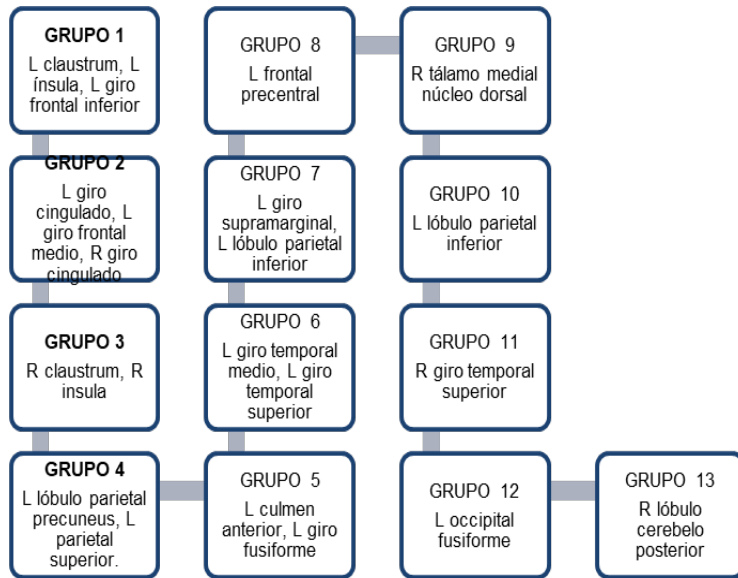 GRUPO 1
L claustrum, L
ínsula, L giro
frontal inferior
GRUPO 2
L giro
cingulado, L
giro frontal
medio, R giro
cingulado
GRUPO 3
R claustrum, R
insula
GRUPO 4
L lóbulo parietal
precuneus, L
parietal
superior.
GRUPO 5
L culmen
anterior, L giro
fusiforme
GRUPO 6
L giro temporal
medio, L giro
temporal
superior
GRUPO 7
L giro
supramarginal,
L lóbulo parietal
inferior
GRUPO 8
L frontal
precentral
GRUPO 9
R tálamo medial
núcleo dorsal
GRUPO 10
L lóbulo parietal
inferior
GRUPO 11
R giro temporal
superior
GRUPO 12
L occipital
fusiforme
GRUPO 13
R lóbulo
cerebelo
posterior